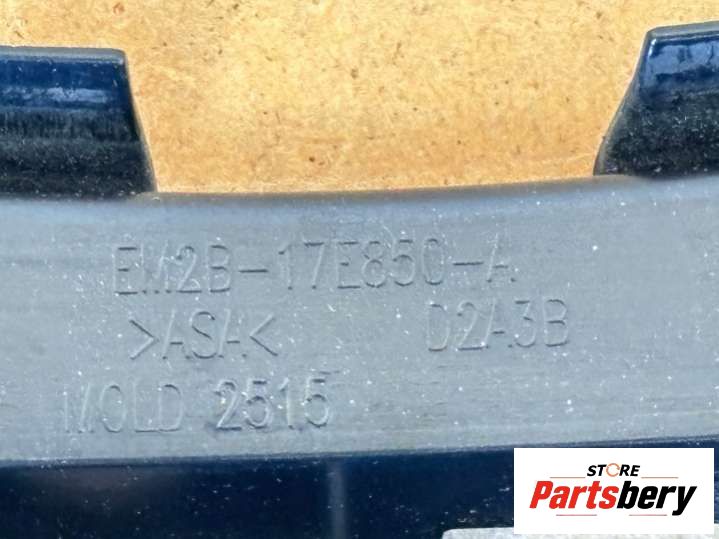 EM2B-17E850-A
>ASA< D2A3B
MOLD 2515
STORE
Partsbery